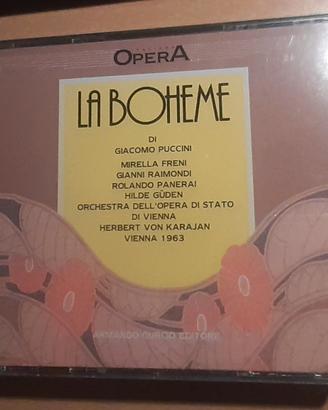 OPERA
LA BOHEME
DI
GIACOMO PUCCINI
MIRELLA FRENI
GIANNI RAIMONDI
ROLANDO PANERAI
HILDE GÜDEN
ORCHESTRA DELL'OPERA DI STATO
DI VIENNA
HERBERT VON KARAJAN
VIENNA 1963
ARMANDO CURCIO EDITORE